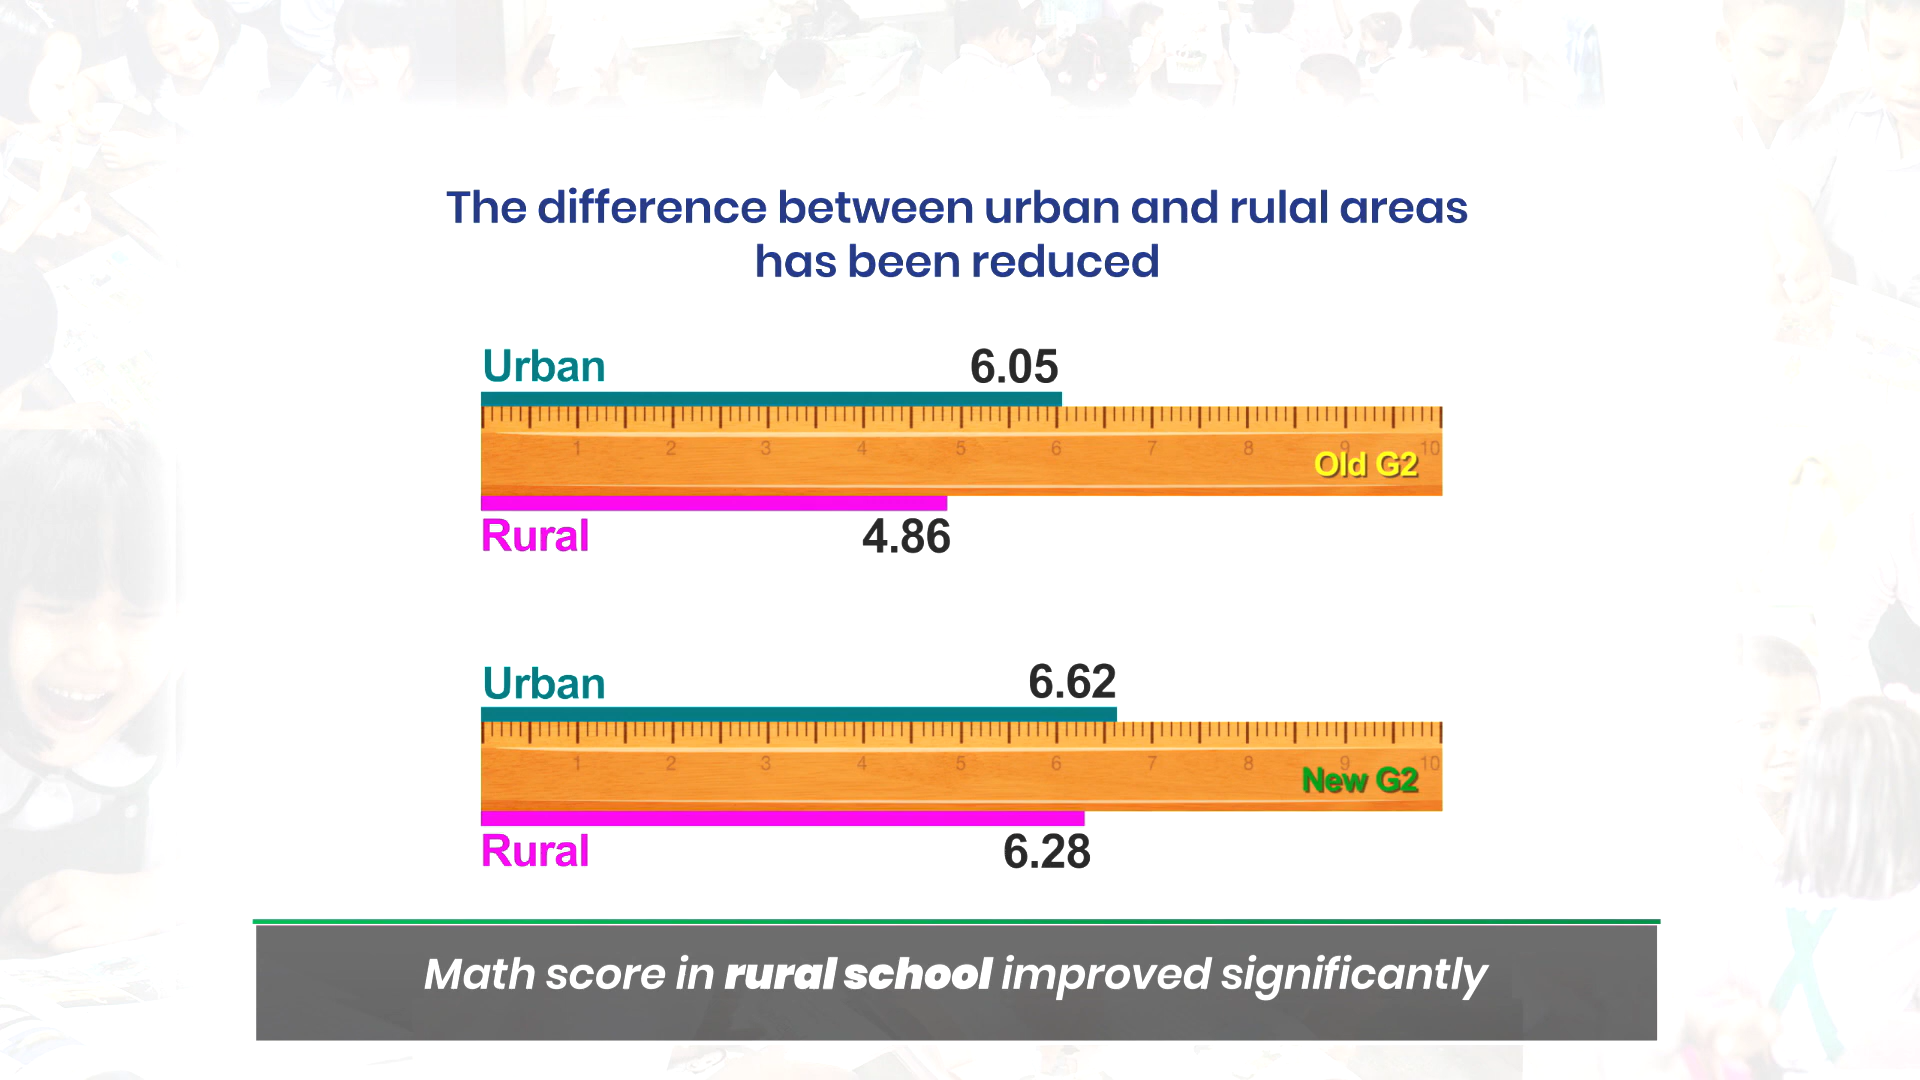 The difference between urban and rulal areas
has been reduced
Urban
6.05
1 2 3 4 5 6 7 8 9 10
Old G2
Rural
4.86
Urban
6.62
1 2 3 4 5 6 7 8 9 10
New G2
Rural
6.28
Math score in rural school improved significantly